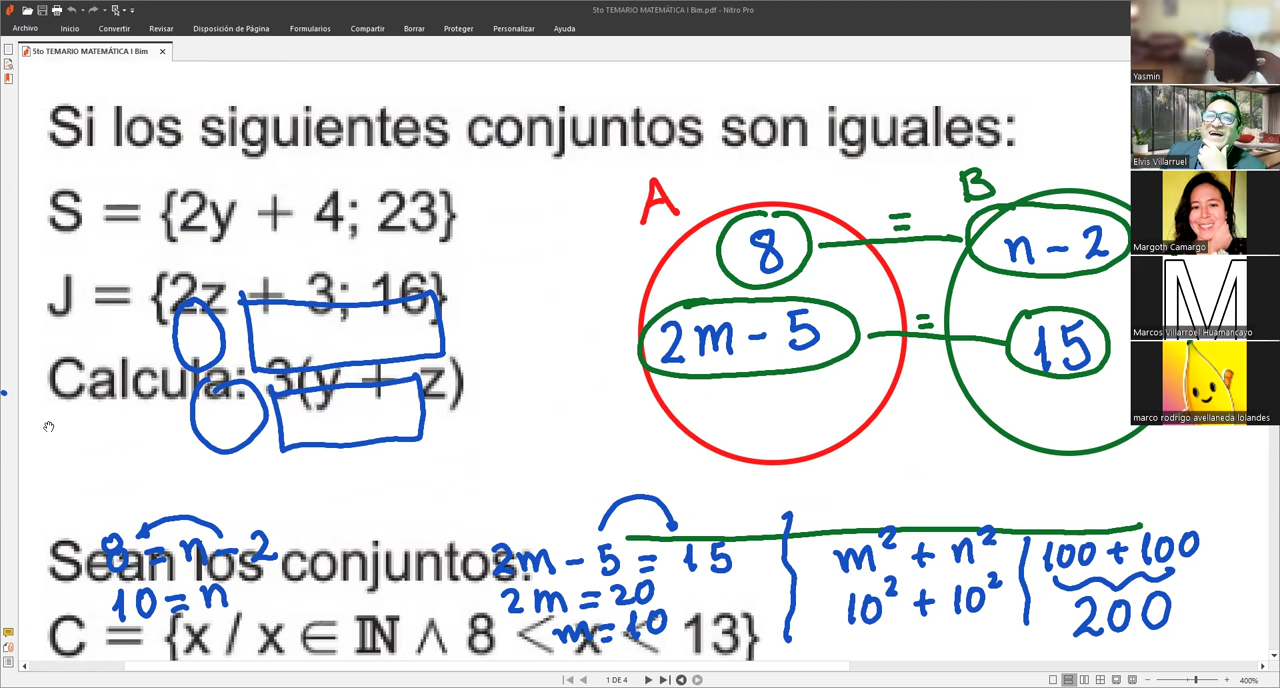 5to TEMARIO MATEMÁTICA I Bim.pdf - Nitro Pro
Archivo Inicio Convertir Revisar Disposición de Página Formularios Compartir Borrar Proteger Personalizar Ayuda
5to TEMARIO MATEMÁTICA I Bim
Si los siguientes conjuntos son iguales:
S = {2y + 4; 23}
J = {2z + 3; 16}
Calcula: 3(y + z)
A
B
8 = n - 2
2m - 5 = 15
8 = n - 2
10 = n
2m - 5 = 15
2m = 20
m = 10
m² + n²
10² + 10²
100 + 100
200
Sean los conjuntos:
C = {x / x ∈ IN ∧ 8 < x < 13}
Yasmin
Elvis Villarruel
Margoth Camargo
M
Marcos Villarroel Huamancayo
marco rodrigo avellaneda lolandes
1 DE 4
400%